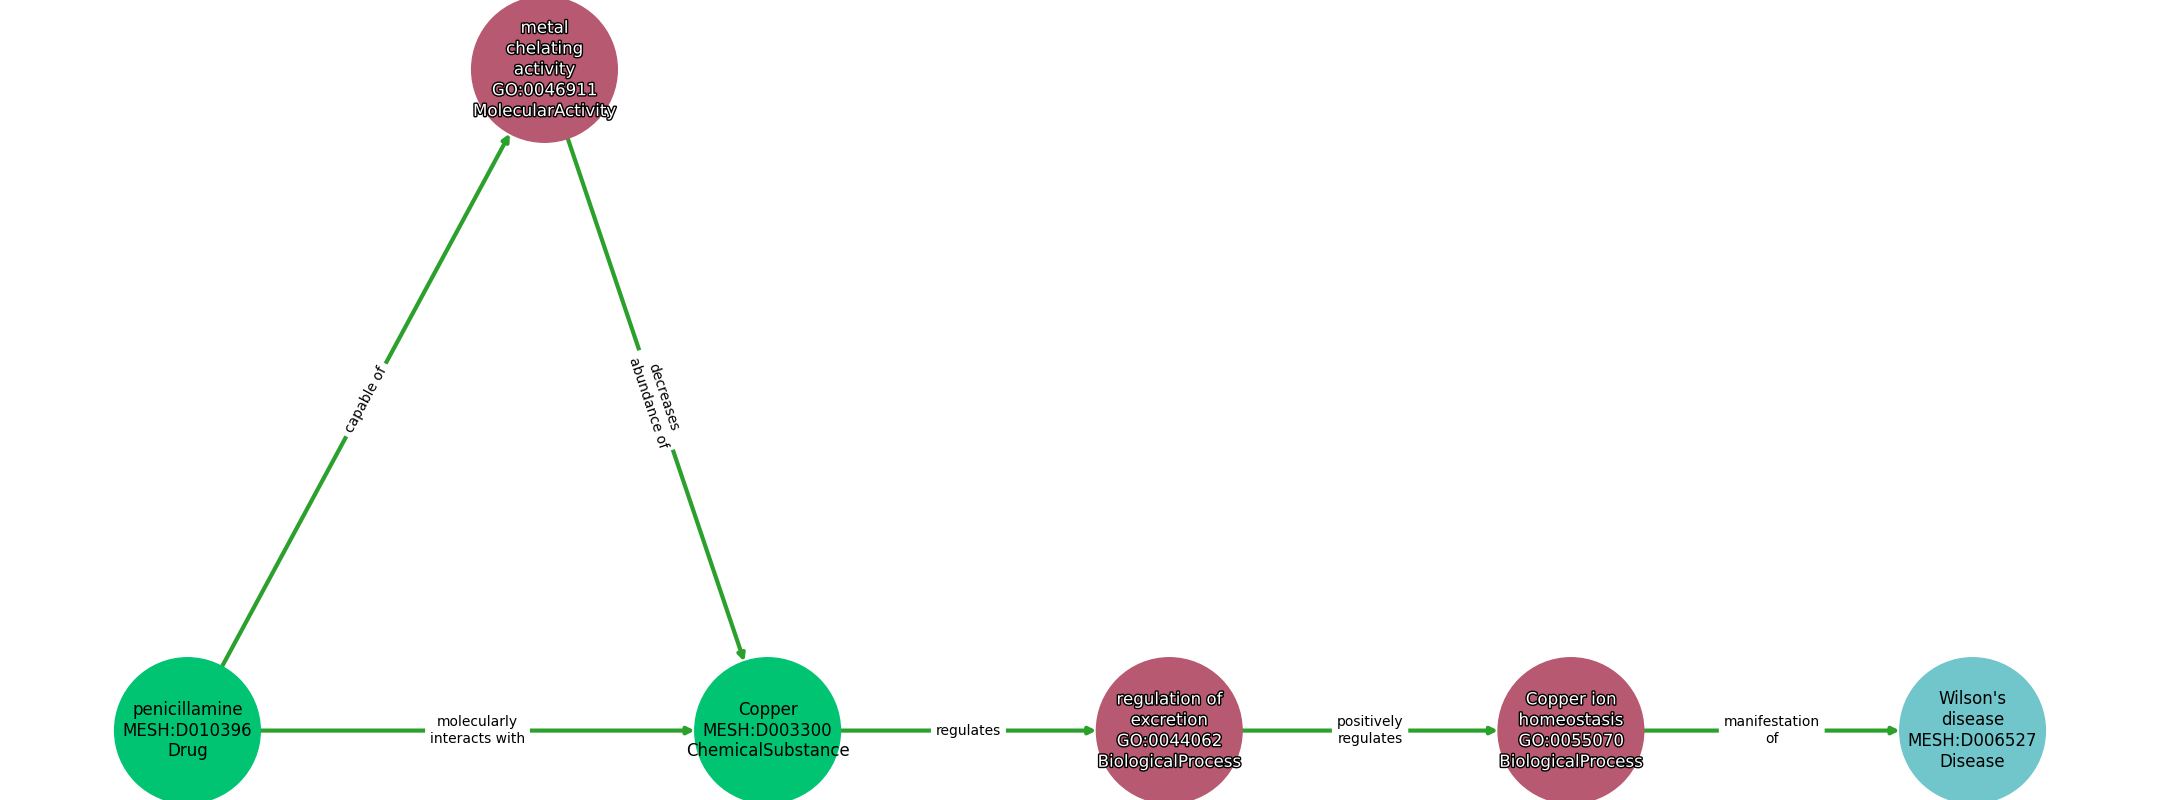 metal
chelating
activity
GO:0046911
MolecularActivity
capable of
decreases
abundance of
penicillamine
MESH:D010396
Drug
molecularly
interacts with
Copper
MESH:D003300
ChemicalSubstance
regulates
regulation of
excretion
GO:0044062
BiologicalProcess
positively
regulates
Copper ion
homeostasis
GO:0055070
BiologicalProcess
manifestation
of
Wilson's
disease
MESH:D006527
Disease